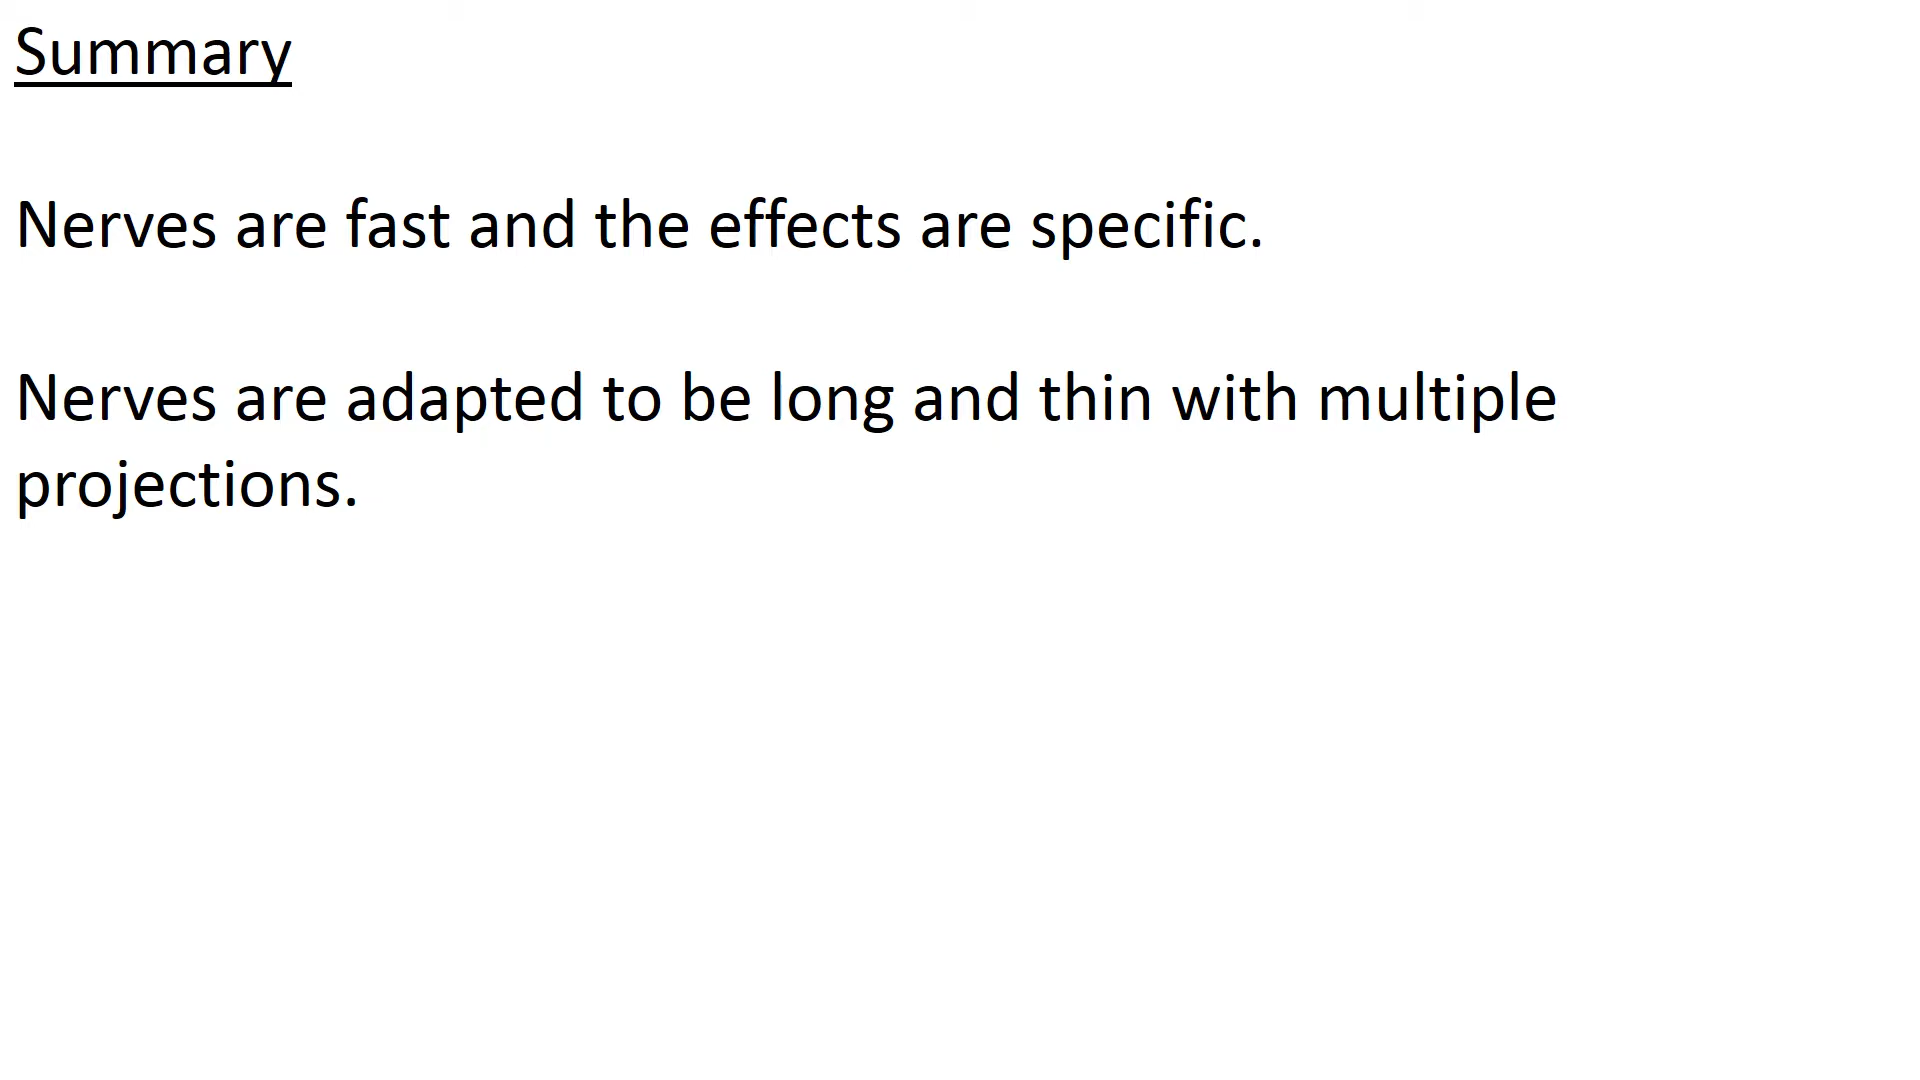 Summary
Nerves are fast and the effects are specific.
Nerves are adapted to be long and thin with multiple
projections.